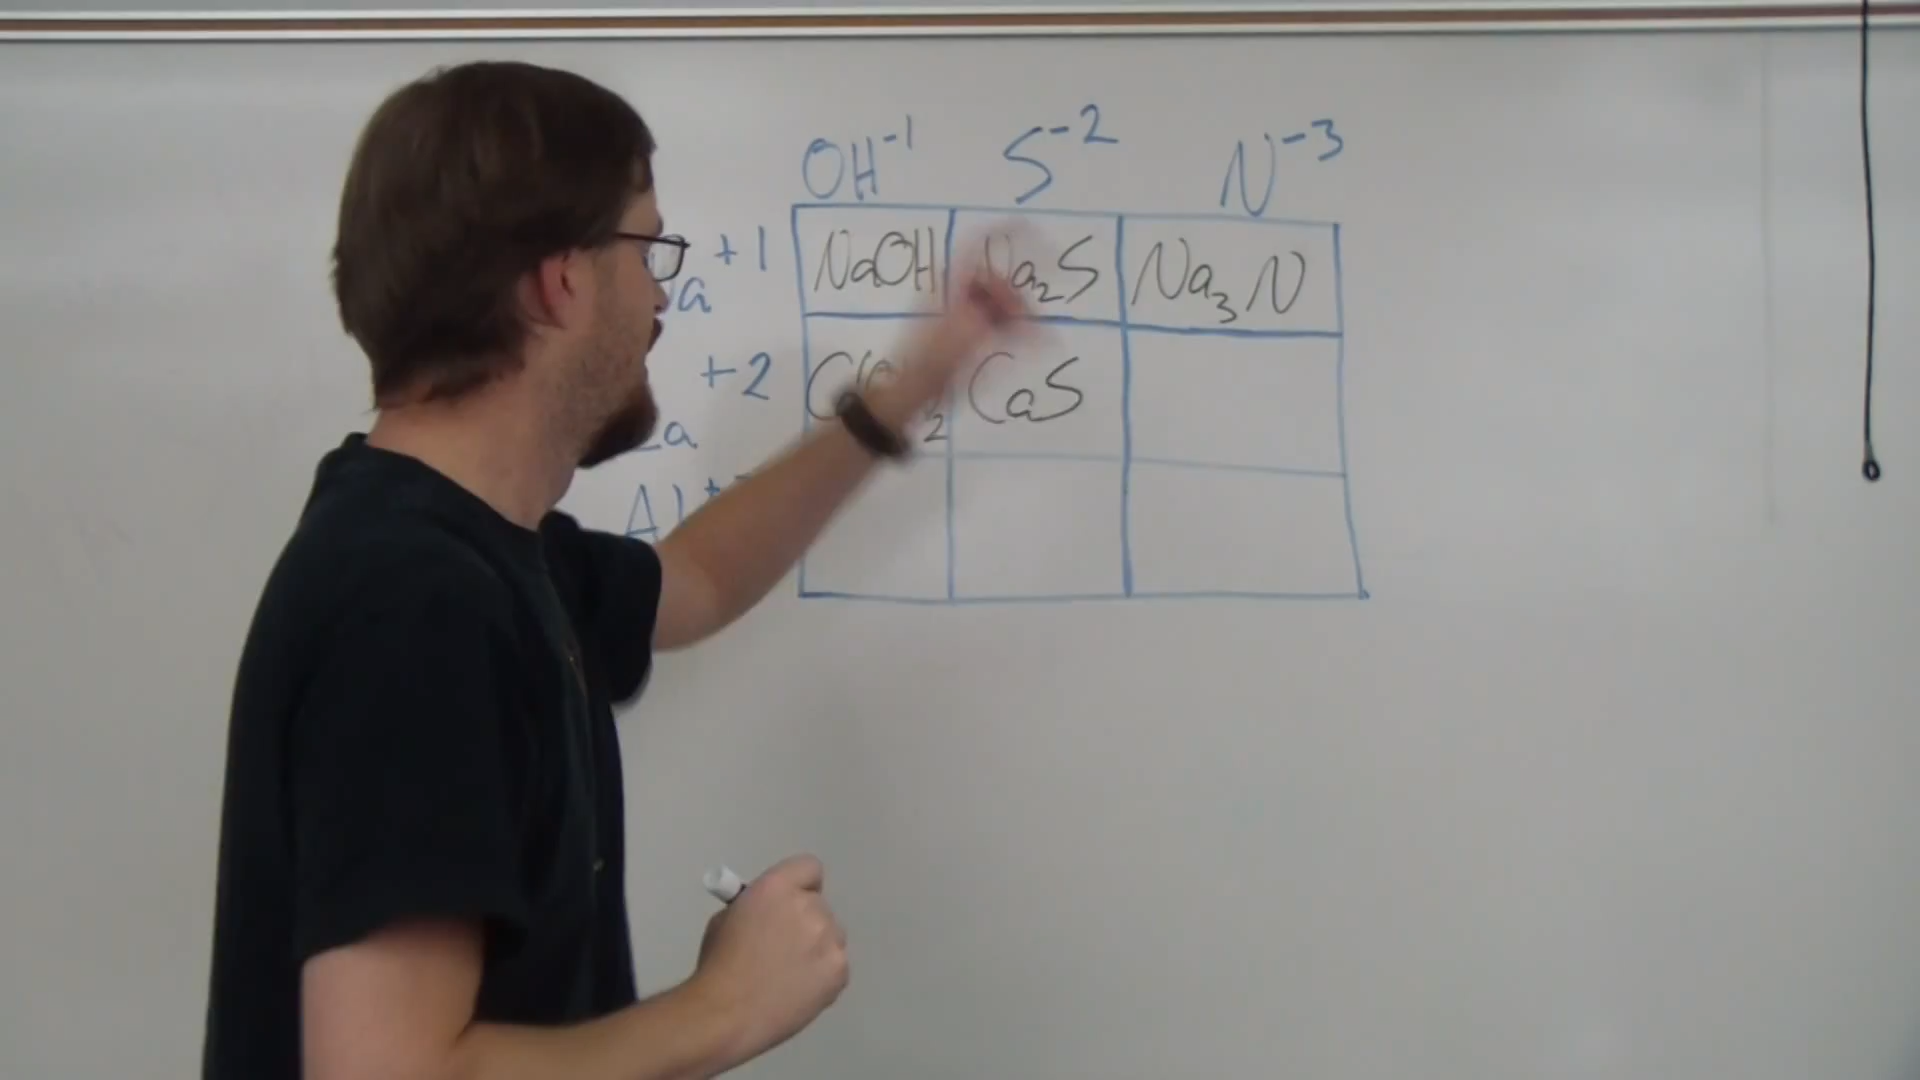 OH⁻¹ S⁻² N⁻³
a⁺¹ NaOH Na₂S Na₃N
a⁺² CaS
Al⁺